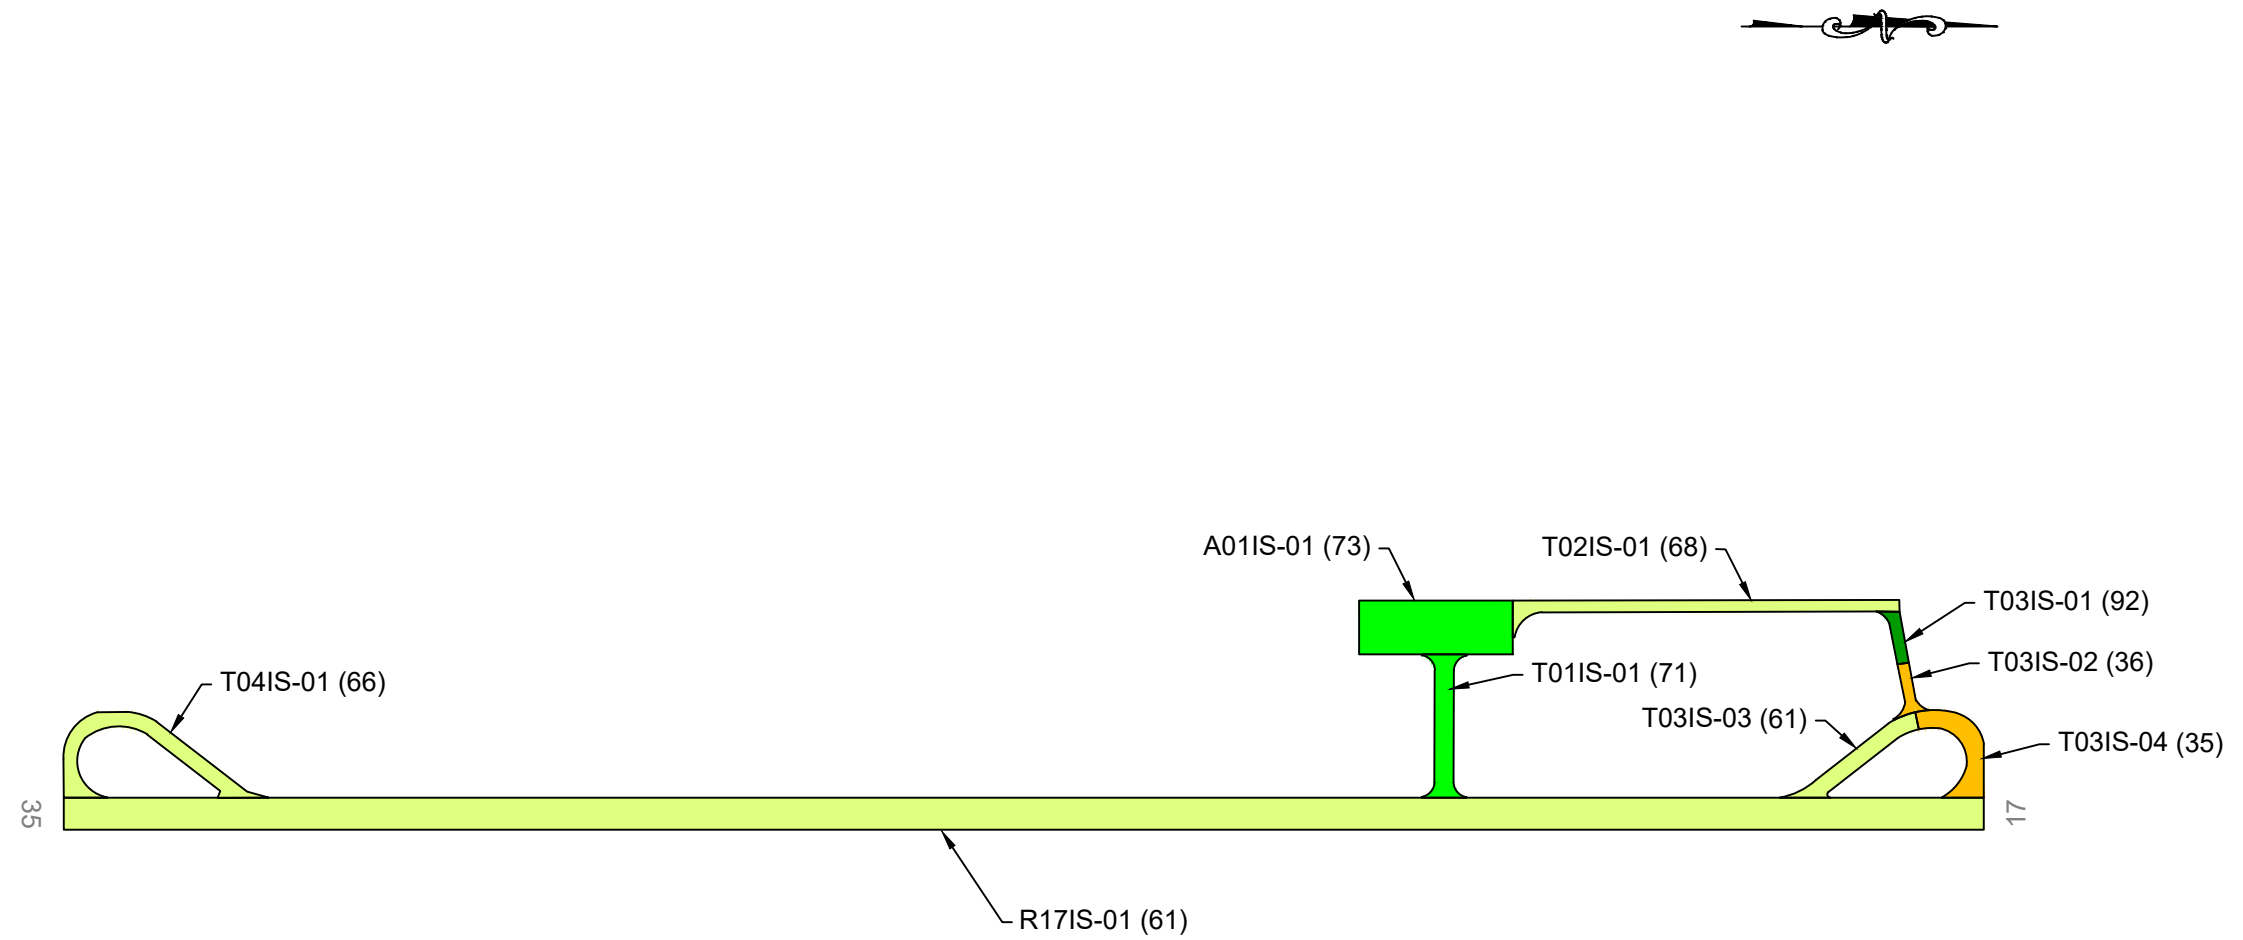 A01IS-01 (73)
T02IS-01 (68)
T03IS-01 (92)
T03IS-02 (36)
T04IS-01 (66)
T01IS-01 (71)
T03IS-03 (61)
T03IS-04 (35)
35
17
R17IS-01 (61)